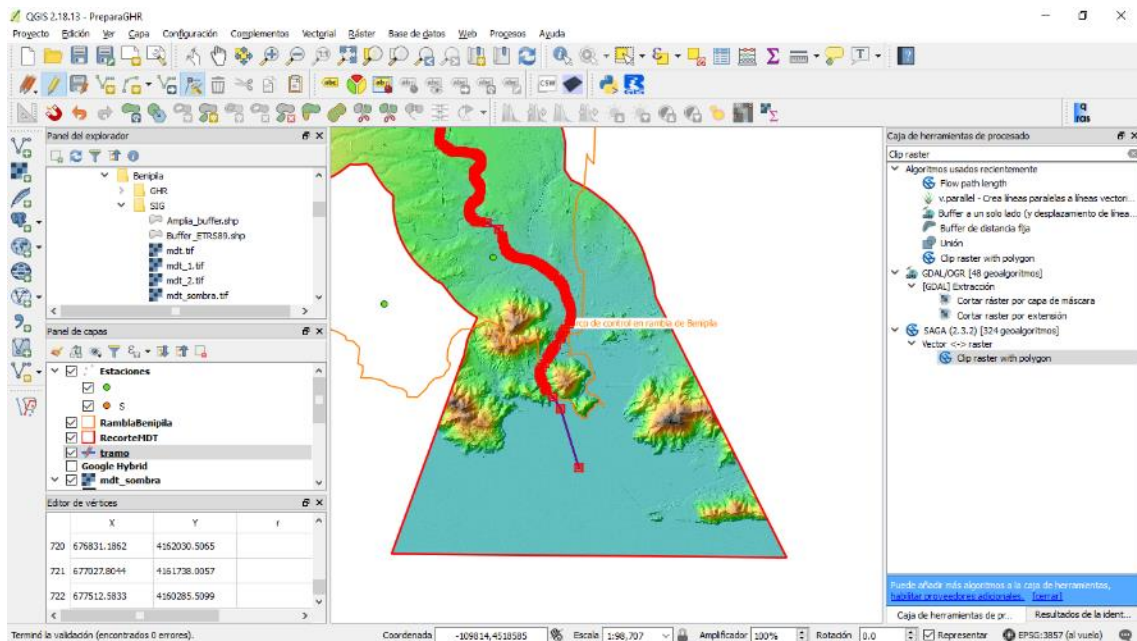 QGIS 2.18.13 - PreparaGHR
Proyecto Edición Ver Capa Configuración Complementos Vectorial Ráster Base de datos Web Procesos Ayuda
CSW
Panel del explorador
Benipila
GHR
SIG
Amplia_buffer.shp
Buffer_ETRS89.shp
mdt.tif
mdt_1.tif
mdt_2.tif
mdt_sombra.tif
Panel de capas
Estaciones
S
RamblaBenipila
RecorteMDT
tramo
Google Hybrid
mdt_sombra
Editor de vértices
X Y r
720 676831.1862 4162030.5065
721 677027.8044 4161738.0057
722 677512.5833 4160285.5099
de control en rambla de Benipila
Caja de herramientas de procesado
Clip raster
Algoritmos usados recientemente
Flow path length
v.parallel - Crea líneas paralelas a líneas vectori...
Buffer a un solo lado (y desplazamiento de línea...
Buffer de distancia fija
Unión
Clip raster with polygon
GDAL/OGR [48 geoalgoritmos]
[GDAL] Extracción
Cortar ráster por capa de máscara
Cortar ráster por extensión
SAGA (2.3.2) [324 geoalgoritmos]
Vector <-> raster
Clip raster with polygon
Puede añadir más algoritmos a la caja de herramientas,
habilitar proveedores adicionales. [cerrar]
Caja de herramientas de pr... Resultados de la ident...
Terminó la validación (encontrados 0 errores).
Coordenada -109814,4518585 Escala 1:98,707 Amplificador 100% Rotación 0.0 Representar EPSG:3857 (al vuelo)